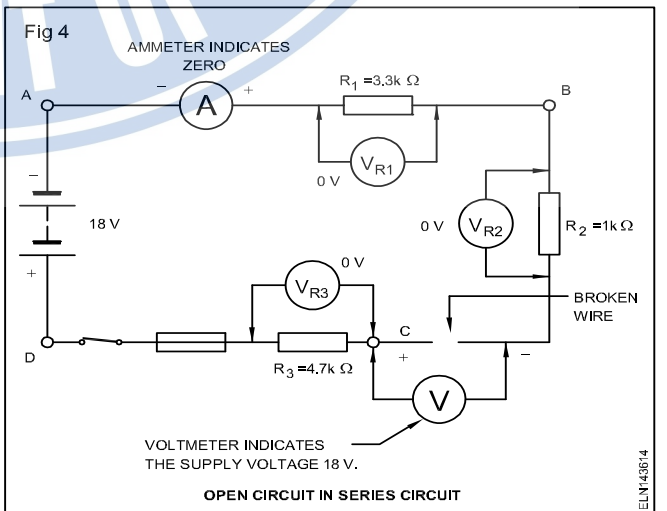 Fig 4
AMMETER INDICATES
ZERO
A
− A +
R1 =3.3k Ω
B
VR1
0 V
−
18 V
+
0 V
VR2
R2 =1k Ω
0 V
VR3
BROKEN
WIRE
D
R3 =4.7k Ω
C
+
−
V
VOLTMETER INDICATES
THE SUPPLY VOLTAGE 18 V.
OPEN CIRCUIT IN SERIES CIRCUIT
ELN143614